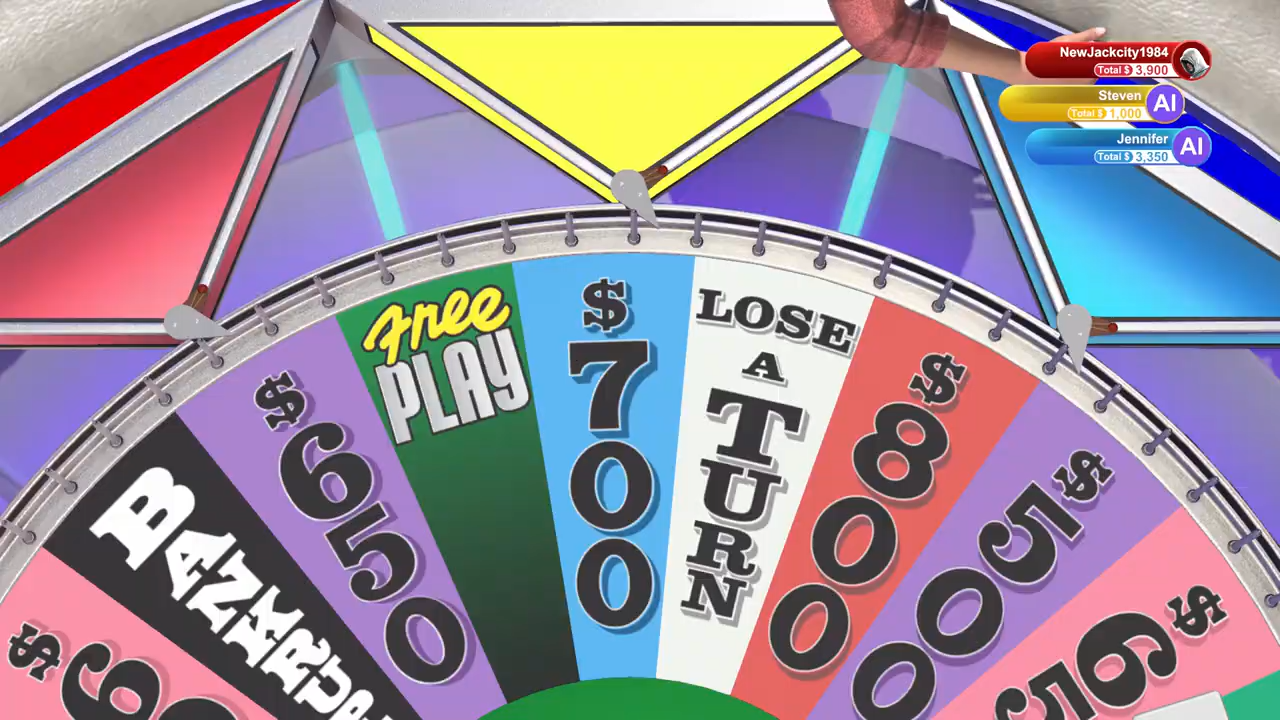 NewJackcity1984
Total $ 3,900
Steven
AI
Total $ 1,000
Jennifer
AI
Total $ 3,350
Free
PLAY
$700
LOSE
A
TURN
$800
$500
$650
BANKRUPT